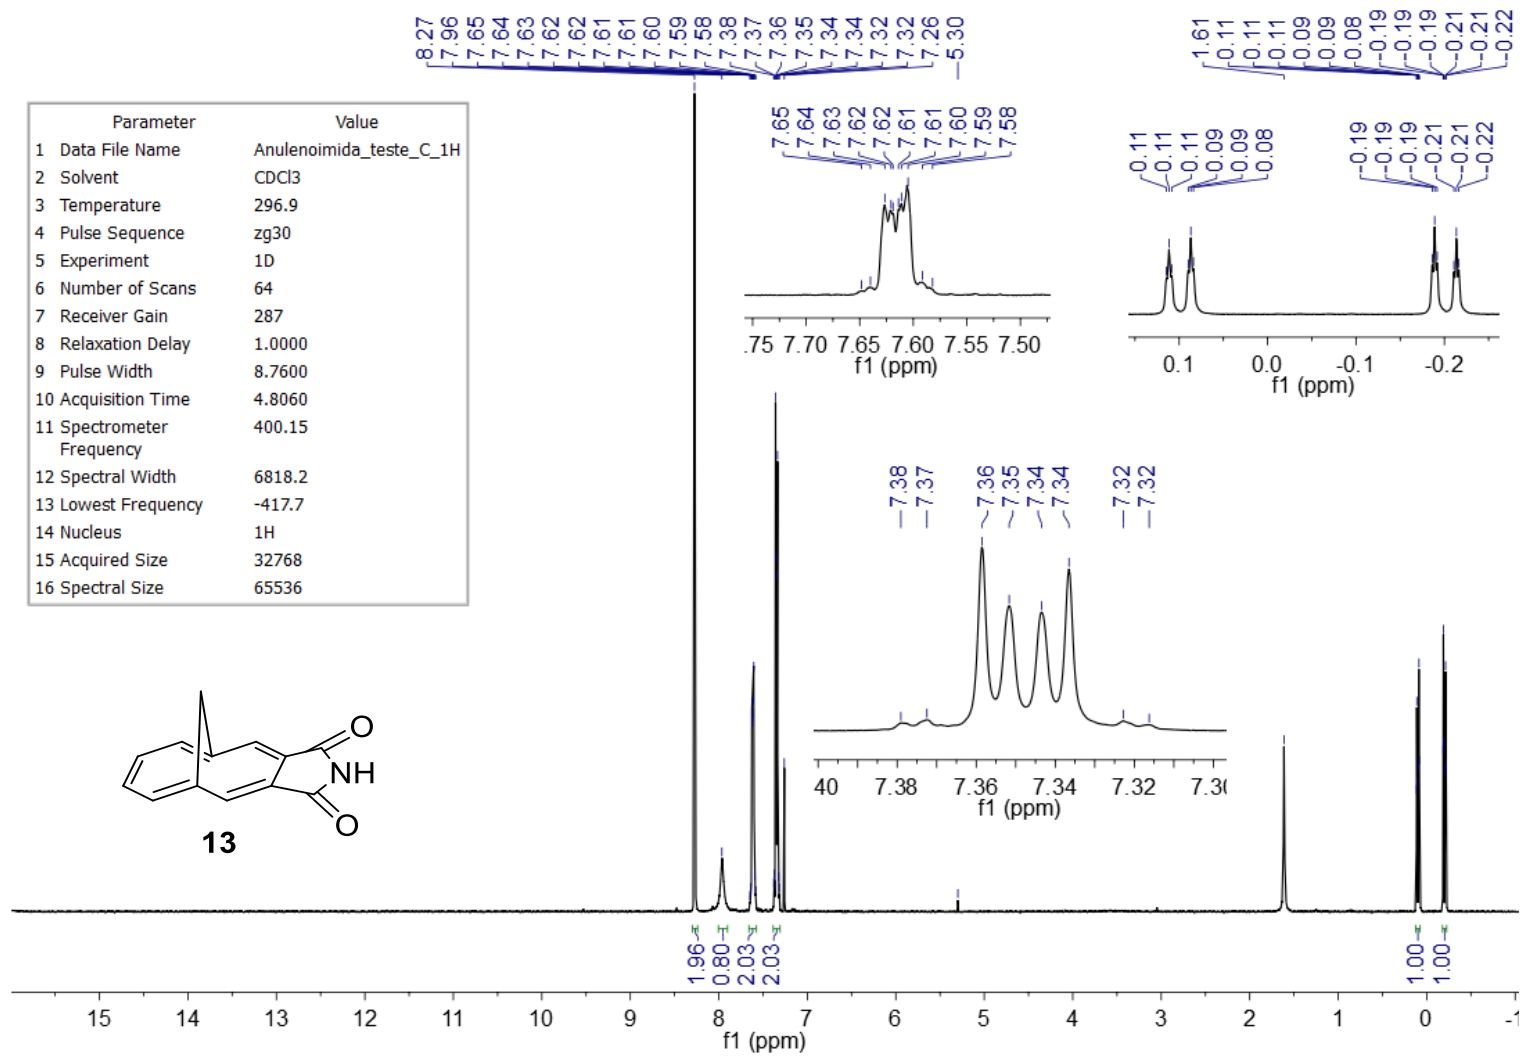 8.27
7.96
7.65
7.64
7.63
7.62
7.62
7.61
7.61
7.60
7.59
7.58
7.38
7.37
7.36
7.35
7.34
7.34
7.32
7.32
7.26
5.30
1.61
0.11
0.11
0.11
0.09
0.09
0.08
-0.19
-0.19
-0.19
-0.21
-0.21
-0.22
Parameter Value
1 Data File Name Anulenoimida_teste_C_1H
2 Solvent CDCl3
3 Temperature 296.9
4 Pulse Sequence zg30
5 Experiment 1D
6 Number of Scans 64
7 Receiver Gain 287
8 Relaxation Delay 1.0000
9 Pulse Width 8.7600
10 Acquisition Time 4.8060
11 Spectrometer Frequency 400.15
12 Spectral Width 6818.2
13 Lowest Frequency -417.7
14 Nucleus 1H
15 Acquired Size 32768
16 Spectral Size 65536
7.65
7.64
7.63
7.62
7.62
7.61
7.61
7.60
7.59
7.58
.75 7.70 7.65 7.60 7.55 7.50
f1 (ppm)
0.11
0.11
0.11
0.09
0.09
0.08
-0.19
-0.19
-0.19
-0.21
-0.21
-0.22
0.1 0.0 -0.1 -0.2
f1 (ppm)
7.38
7.37
7.36
7.35
7.34
7.34
7.32
7.32
40 7.38 7.36 7.34 7.32 7.30
f1 (ppm)
O
NH
O
13
1.96
0.80
2.03
2.03
1.00
1.00
15 14 13 12 11 10 9 8 7 6 5 4 3 2 1 0 -1
f1 (ppm)